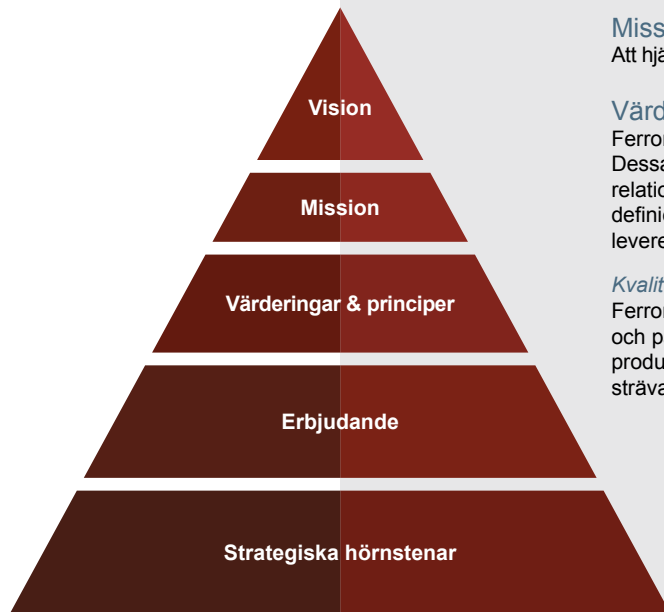 Vision
Mission
Värderingar & principer
Erbjudande
Strategiska hörnstenar
Miss
Att hjä
Värd
Ferro
Dessa
relatio
definie
levere
Kvalit
Ferro
och p
produ
sträva